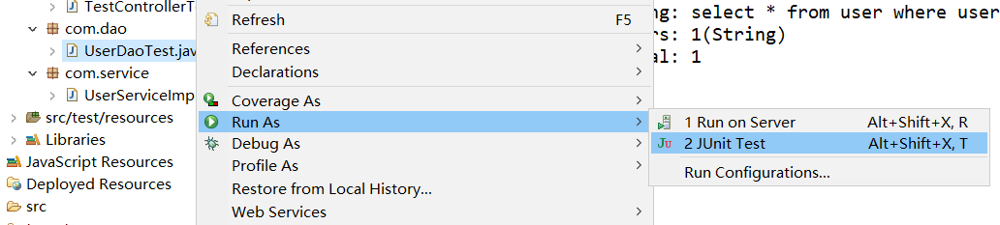 TestControllerT
com.dao
UserDaoTest.jav
com.service
UserServiceImp
src/test/resources
Libraries
JavaScript Resources
Deployed Resources
src
Refresh F5
References
Declarations
Coverage As
Run As
Debug As
Profile As
Restore from Local History...
Web Services
ng: select * from user where user
rs: 1(String)
al: 1
1 Run on Server Alt+Shift+X, R
JU 2 JUnit Test Alt+Shift+X, T
Run Configurations...